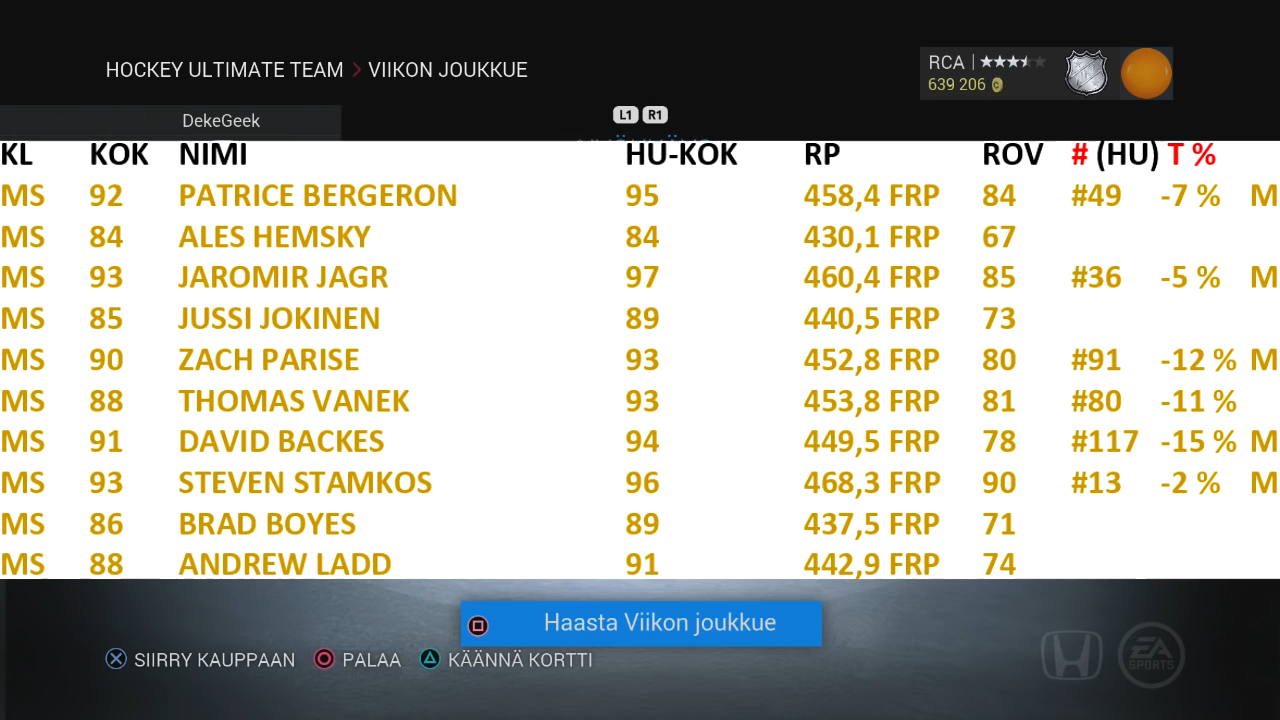 HOCKEY ULTIMATE TEAM > VIIKON JOUKKUE
RCA
639 206
DekeGeek
L1 R1
KL KOK NIMI HU-KOK RP ROV # (HU) T %
MS 92 PATRICE BERGERON 95 458,4 FRP 84 #49 -7 % M
MS 84 ALES HEMSKY 84 430,1 FRP 67
MS 93 JAROMIR JAGR 97 460,4 FRP 85 #36 -5 % M
MS 85 JUSSI JOKINEN 89 440,5 FRP 73
MS 90 ZACH PARISE 93 452,8 FRP 80 #91 -12 % M
MS 88 THOMAS VANEK 93 453,8 FRP 81 #80 -11 %
MS 91 DAVID BACKES 94 449,5 FRP 78 #117 -15 % M
MS 93 STEVEN STAMKOS 96 468,3 FRP 90 #13 -2 % M
MS 86 BRAD BOYES 89 437,5 FRP 71
MS 88 ANDREW LADD 91 442,9 FRP 74
Haasta Viikon joukkue
SIIRRY KAUPPAAN PALAA KÄÄNNÄ KORTTI
EA SPORTS